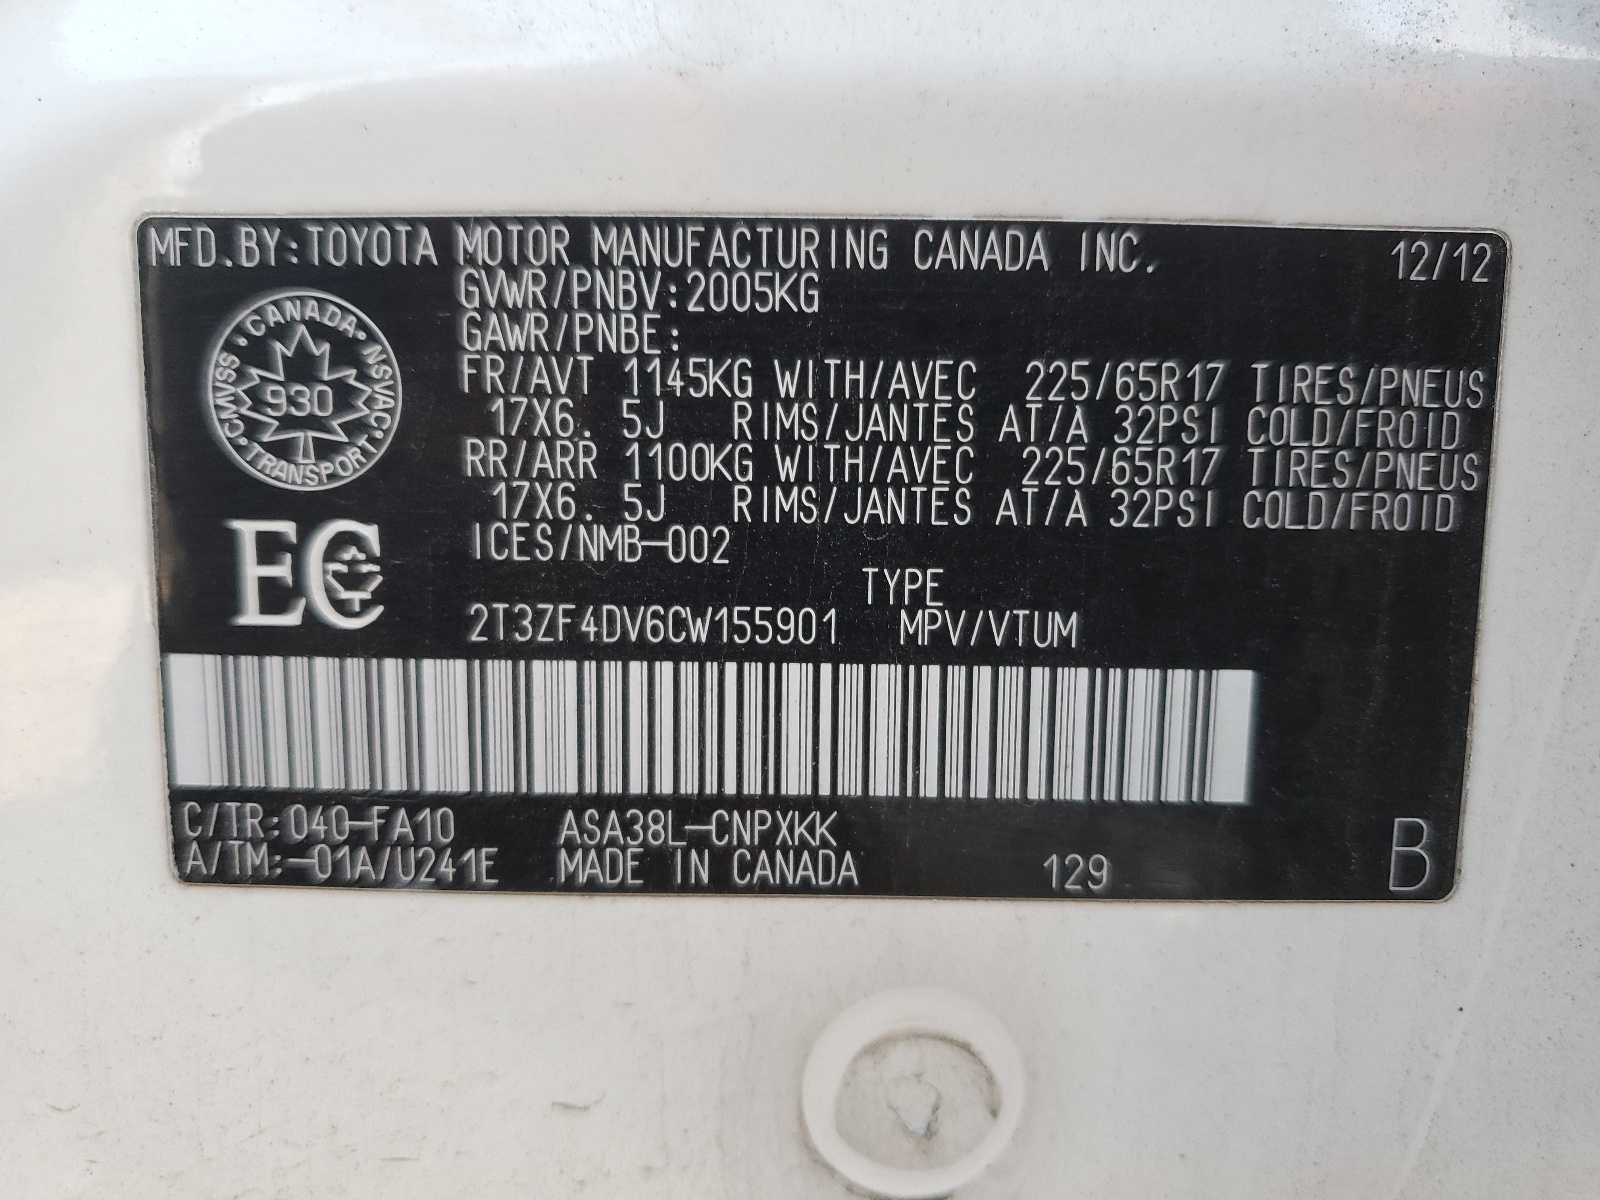 MFD.BY:TOYOTA MOTOR MANUFACTURING CANADA INC. 12/12
GVWR/PNBV:2005KG
GAWR/PNBE:
FR/AVT 1145KG WITH/AVEC 225/65R17 TIRES/PNEUS
17X6. 5J RIMS/JANTES AT/A 32PSI COLD/FROID
RR/ARR 1100KG WITH/AVEC 225/65R17 TIRES/PNEUS
17X6. 5J RIMS/JANTES AT/A 32PSI COLD/FROID
ICES/NMB-002
CANADA · NSVAC · TRANSPORT · CMVSS ·
930
EC
TYPE
2T3ZF4DV6CW155901 MPV/VTUM
C/TR:040-FA10 ASA38L-CNPXKK
A/TM:-01A/U241E MADE IN CANADA 129 B